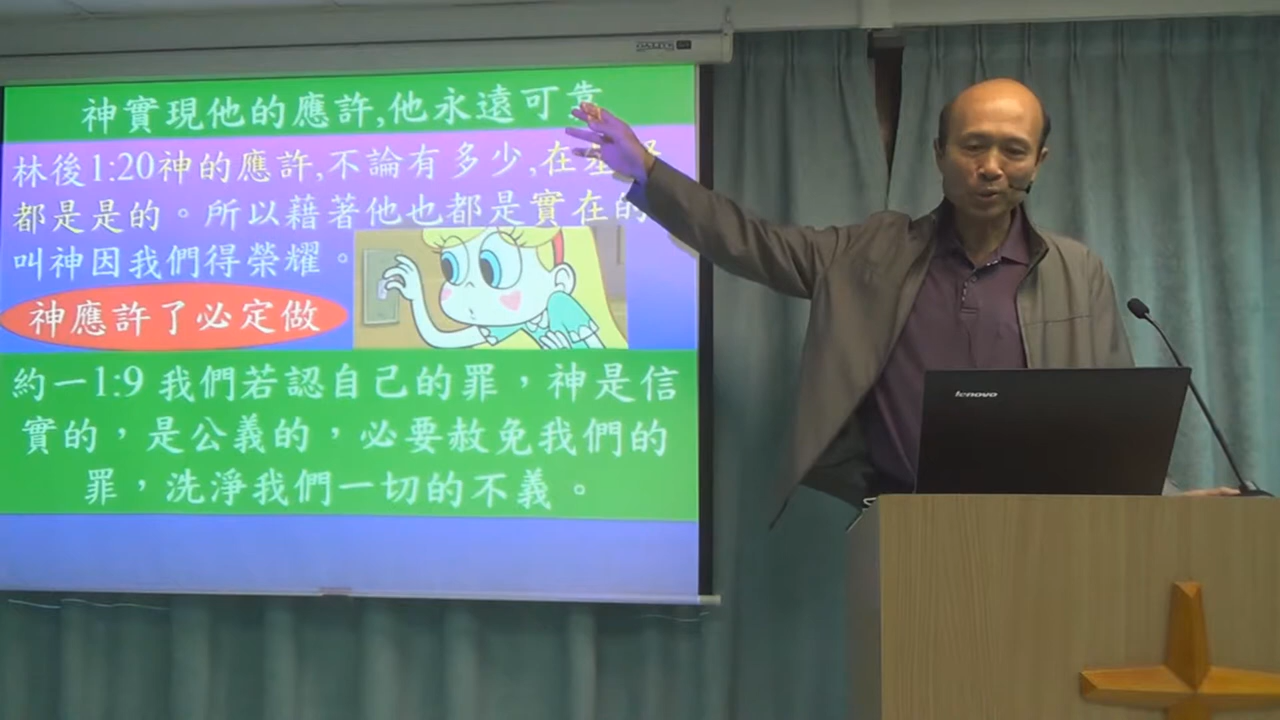 神實現他的應許,他永遠可靠
林後1:20神的應許,不論有多少,在基
都是是的。所以藉著他也都是實在的
叫神因我們得榮耀。
神應許了必定做
約一1:9 我們若認自己的罪，神是信
實的，是公義的，必要赦免我們的
罪，洗淨我們一切的不義。
lenovo